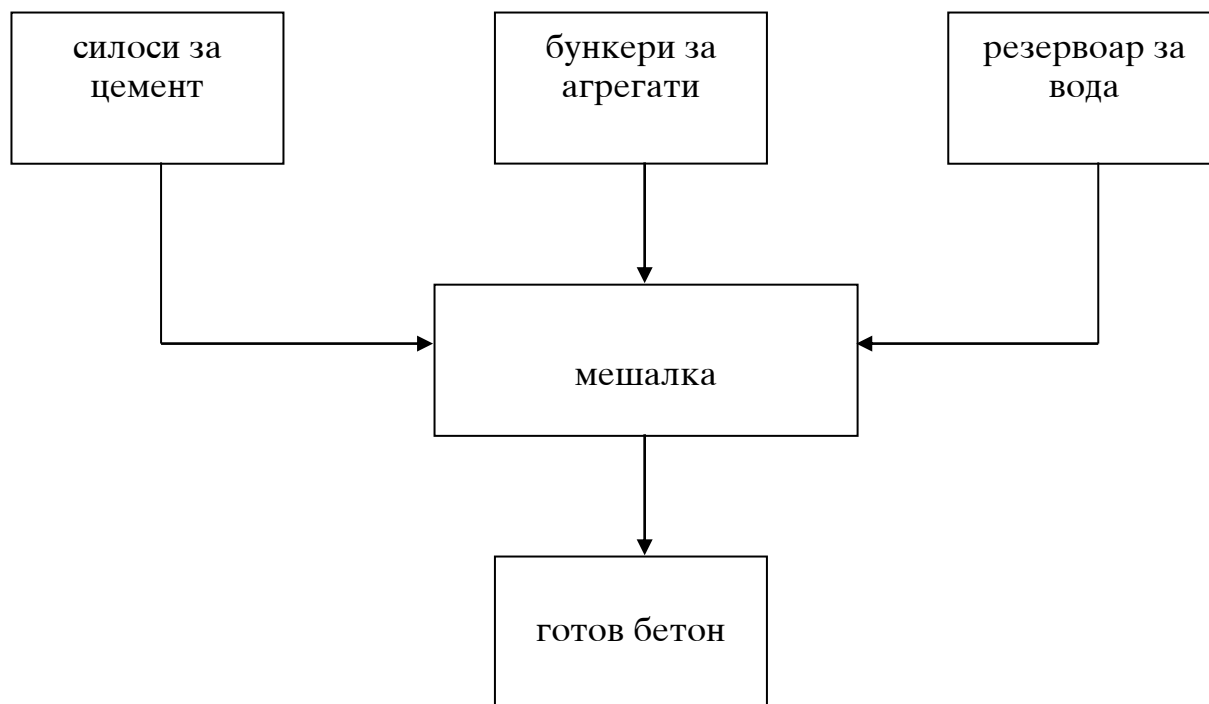 силоси за
цемент
бункери за
агрегати
резервоар за
вода
мешалка
готов бетон